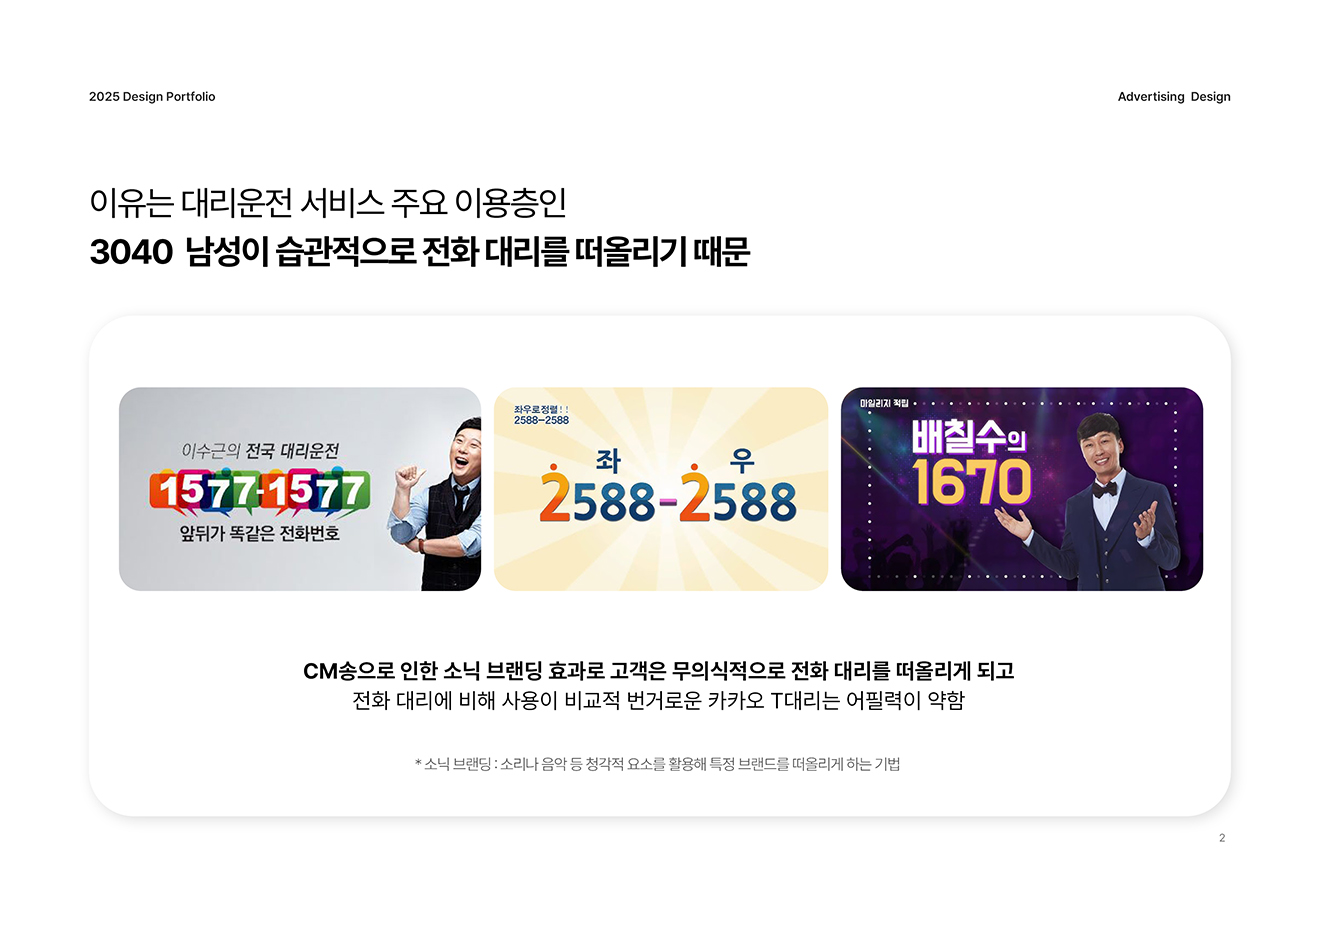 2025 Design Portfolio
Advertising Design
이유는 대리운전 서비스 주요 이용층인
3040 남성이 습관적으로 전화 대리를 떠올리기 때문
이수근의 전국 대리운전
1577-1577
앞뒤가 똑같은 전화번호
좌우로정렬!!
2588-2588
좌 우
2588-2588
마일리지 적립
배칠수의
1670
CM송으로 인한 소닉 브랜딩 효과로 고객은 무의식적으로 전화 대리를 떠올리게 되고
전화 대리에 비해 사용이 비교적 번거로운 카카오 T대리는 어필력이 약함
* 소닉 브랜딩 : 소리나 음악 등 청각적 요소를 활용해 특정 브랜드를 떠올리게 하는 기법
2